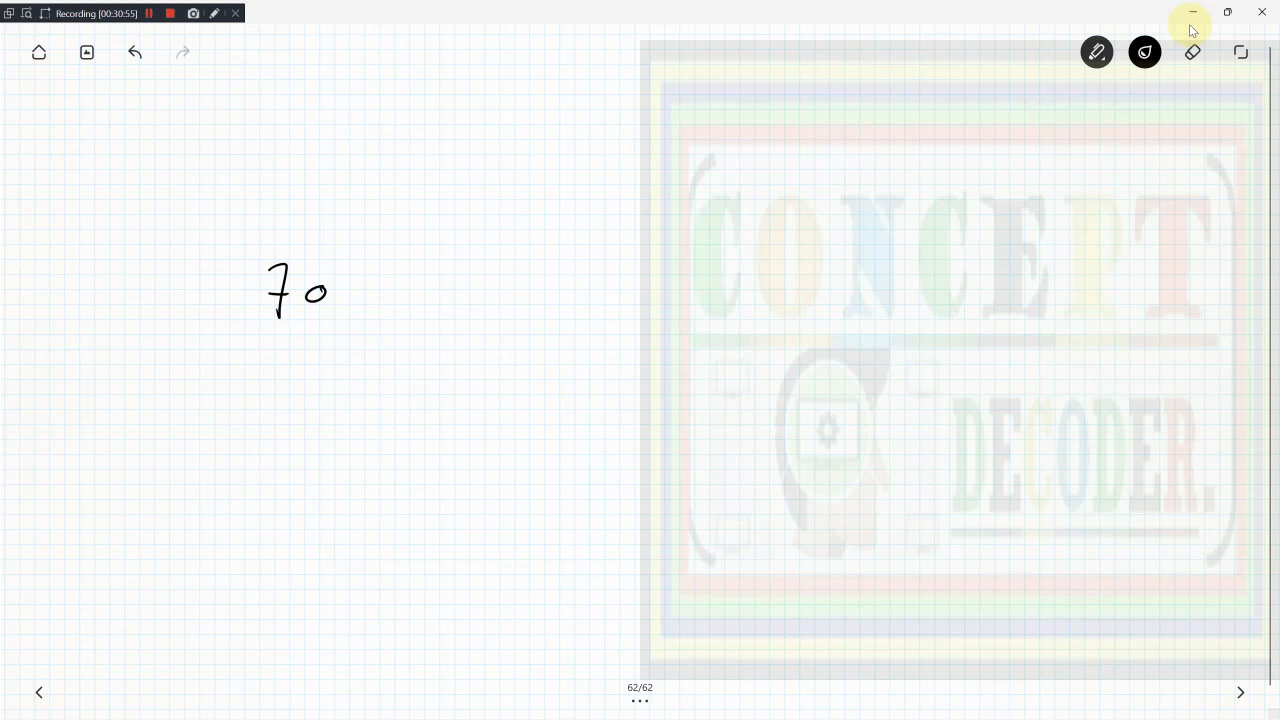 Recording [00:30:55]
70
CONCEPT
DECODER.
62/62